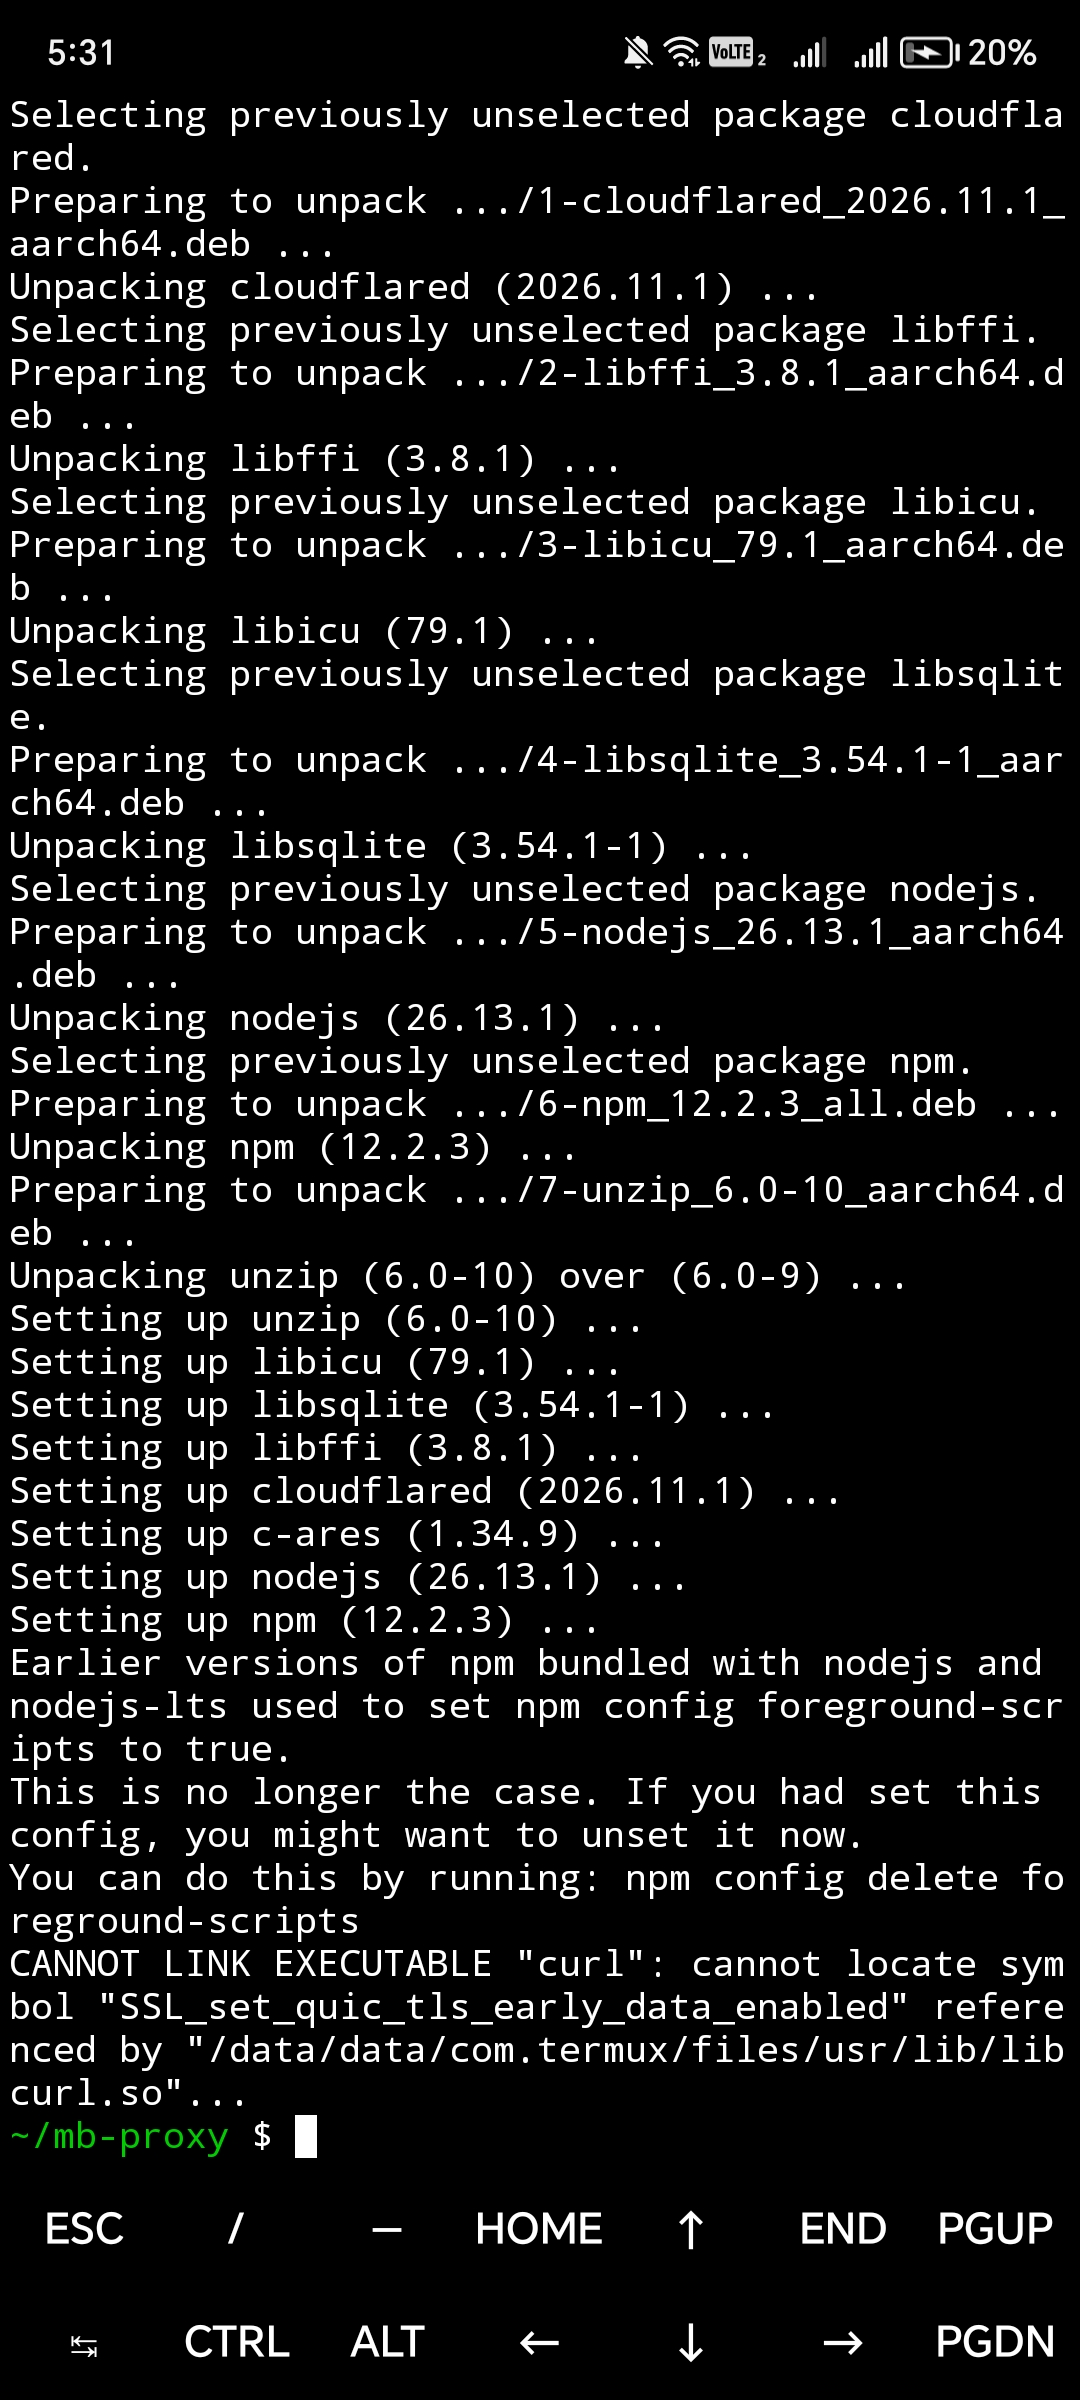 5:31
VoLTE 2 20%
Selecting previously unselected package cloudfla
red.
Preparing to unpack .../1-cloudflared_2026.11.1_
aarch64.deb ...
Unpacking cloudflared (2026.11.1) ...
Selecting previously unselected package libffi.
Preparing to unpack .../2-libffi_3.8.1_aarch64.d
eb ...
Unpacking libffi (3.8.1) ...
Selecting previously unselected package libicu.
Preparing to unpack .../3-libicu_79.1_aarch64.de
b ...
Unpacking libicu (79.1) ...
Selecting previously unselected package libsqlit
e.
Preparing to unpack .../4-libsqlite_3.54.1-1_aar
ch64.deb ...
Unpacking libsqlite (3.54.1-1) ...
Selecting previously unselected package nodejs.
Preparing to unpack .../5-nodejs_26.13.1_aarch64
.deb ...
Unpacking nodejs (26.13.1) ...
Selecting previously unselected package npm.
Preparing to unpack .../6-npm_12.2.3_all.deb ...
Unpacking npm (12.2.3) ...
Preparing to unpack .../7-unzip_6.0-10_aarch64.d
eb ...
Unpacking unzip (6.0-10) over (6.0-9) ...
Setting up unzip (6.0-10) ...
Setting up libicu (79.1) ...
Setting up libsqlite (3.54.1-1) ...
Setting up libffi (3.8.1) ...
Setting up cloudflared (2026.11.1) ...
Setting up c-ares (1.34.9) ...
Setting up nodejs (26.13.1) ...
Setting up npm (12.2.3) ...
Earlier versions of npm bundled with nodejs and
nodejs-lts used to set npm config foreground-scr
ipts to true.
This is no longer the case. If you had set this
config, you might want to unset it now.
You can do this by running: npm config delete fo
reground-scripts
CANNOT LINK EXECUTABLE "curl": cannot locate sym
bol "SSL_set_quic_tls_early_data_enabled" refere
nced by "/data/data/com.termux/files/usr/lib/lib
curl.so"...
~/mb-proxy $
ESC / — HOME ↑ END PGUP
↹ CTRL ALT ← ↓ → PGDN